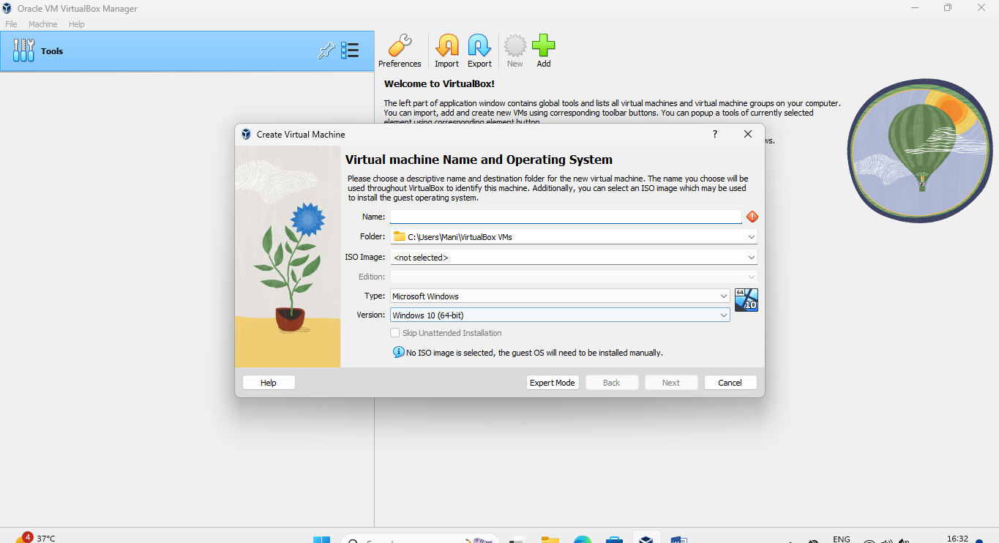 Oracle VM VirtualBox Manager
File Machine Help
Tools
Preferences Import Export New Add
Welcome to VirtualBox!
The left part of application window contains global tools and lists all virtual machines and virtual machine groups on your computer.
You can import, add and create new VMs using corresponding toolbar buttons. You can popup a tools of currently selected
element using corresponding element button
ws.
Create Virtual Machine ?
Virtual machine Name and Operating System
Please choose a descriptive name and destination folder for the new virtual machine. The name you choose will be
used throughout VirtualBox to identify this machine. Additionally, you can select an ISO image which may be used
to install the guest operating system.
Name:
Folder: C:\Users\Mani\VirtualBox VMs
ISO Image: <not selected>
Edition:
Type: Microsoft Windows
64
10
Version: Windows 10 (64-bit)
Skip Unattended Installation
No ISO image is selected, the guest OS will need to be installed manually.
Help Expert Mode Back Next Cancel
4 37°C
ENG
16:32